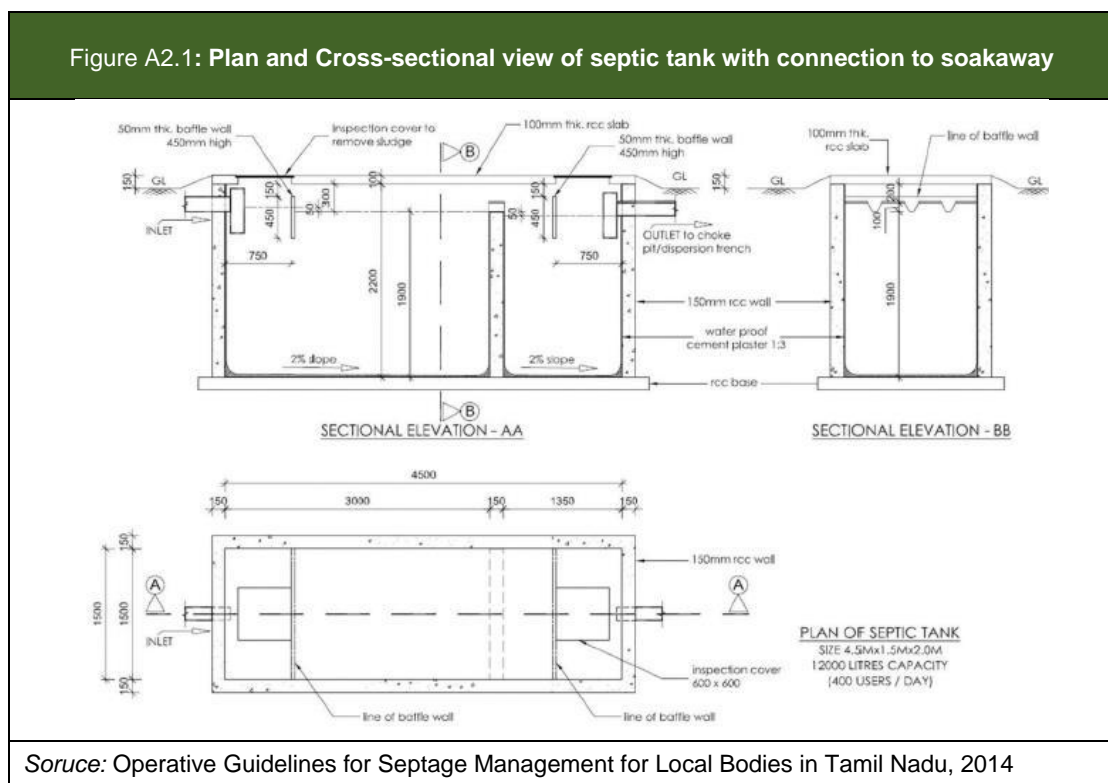 Figure A2.1: Plan and Cross-sectional view of septic tank with connection to soakaway
50mm thk. baffle wall
450mm high
Inspection cover to
remove sludge
B
100mm thk. rcc slab
50mm thk. baffle wall
450mm high
100mm thk.
rcc slab
line of baffle wall
150
GL
150
300
100
450
50
50
150
450
GL
150
GL
200
100
INLET
OUTLET to choke
pit/dispersion trench
750
750
2200
1900
1900
150mm rcc wall
water proof
cement plaster 1:3
2% slope
2% slope
rcc base
B
SECTIONAL ELEVATION - AA
SECTIONAL ELEVATION - BB
4500
150
3000
150
1350
150
150
1500
1500
150
150mm rcc wall
A
A
INLET
PLAN OF SEPTIC TANK
SIZE 4.5Mx1.5Mx2.0M
12000 LITRES CAPACITY
(400 USERS / DAY)
inspection cover
600 x 600
line of baffle wall
line of baffle wall
Soruce: Operative Guidelines for Septage Management for Local Bodies in Tamil Nadu, 2014